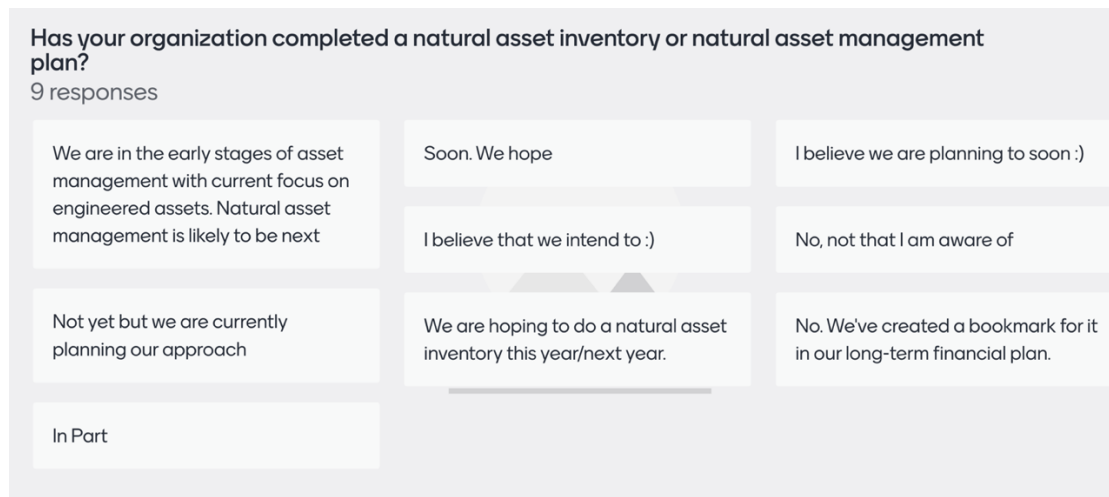 Has your organization completed a natural asset inventory or natural asset management
plan?
9 responses
We are in the early stages of asset
management with current focus on
engineered assets. Natural asset
management is likely to be next
Not yet but we are currently
planning our approach
In Part
Soon. We hope
I believe that we intend to :)
We are hoping to do a natural asset
inventory this year/next year.
I believe we are planning to soon :)
No, not that I am aware of
No. We've created a bookmark for it
in our long-term financial plan.